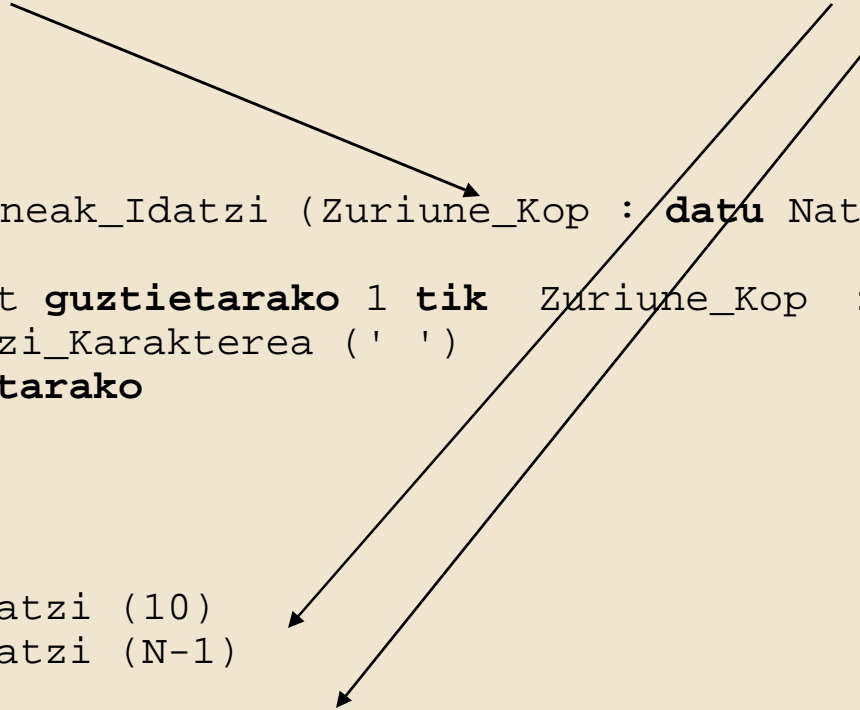 neak_Idatzi (Zuriune_Kop : datu Nat
t guztietarako 1 tik Zuriune_Kop
zi_Karakterea (' ')
tarako
atzi (10)
atzi (N-1)